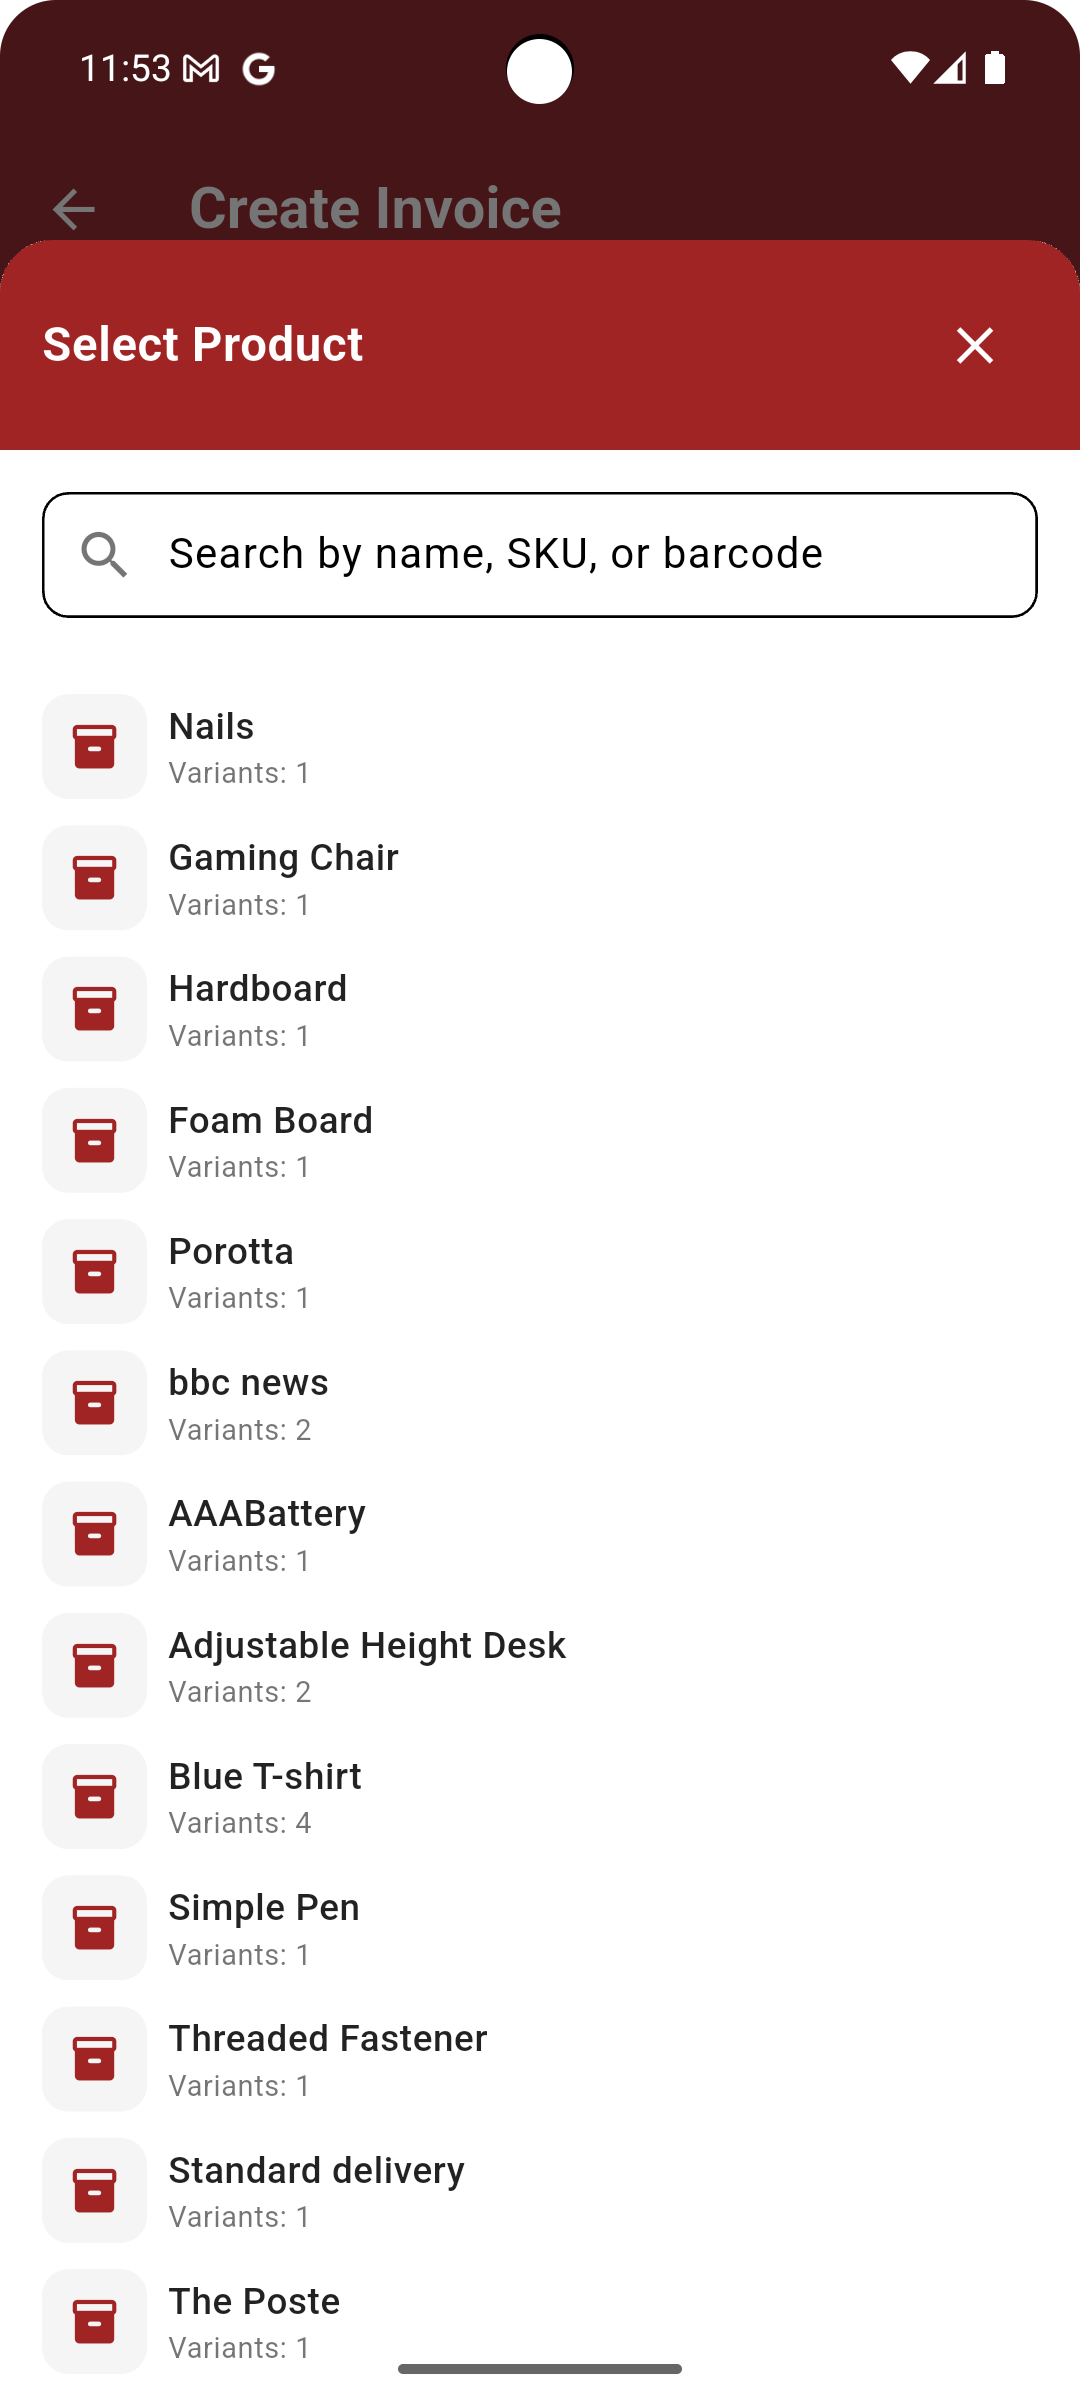 11:53
Create Invoice
Select Product
Search by name, SKU, or barcode
Nails
Variants: 1
Gaming Chair
Variants: 1
Hardboard
Variants: 1
Foam Board
Variants: 1
Porotta
Variants: 1
bbc news
Variants: 2
AAABattery
Variants: 1
Adjustable Height Desk
Variants: 2
Blue T-shirt
Variants: 4
Simple Pen
Variants: 1
Threaded Fastener
Variants: 1
Standard delivery
Variants: 1
The Poste
Variants: 1